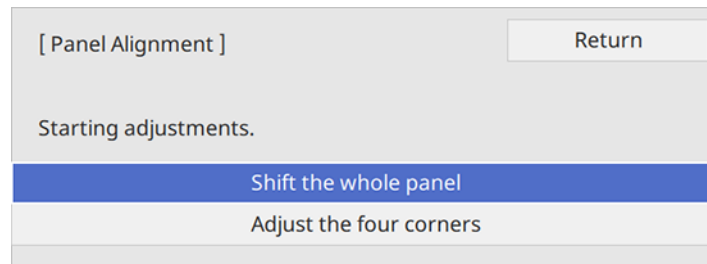 [ Panel Alignment ]
Return
Starting adjustments.
Shift the whole panel
Adjust the four corners